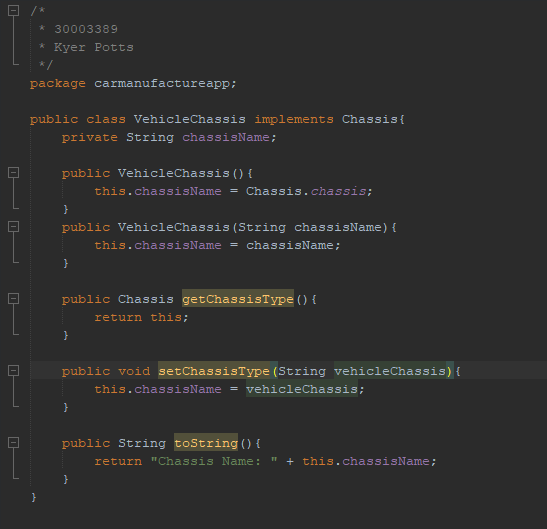 /*
 * 30003389
 * Kyer Potts
 */
package carmanufactureapp;

public class VehicleChassis implements Chassis{
    private String chassisName;

    public VehicleChassis(){
        this.chassisName = Chassis.chassis;
    }
    public VehicleChassis(String chassisName){
        this.chassisName = chassisName;
    }

    public Chassis getChassisType(){
        return this;
    }

    public void setChassisType(String vehicleChassis){
        this.chassisName = vehicleChassis;
    }

    public String toString(){
        return "Chassis Name: " + this.chassisName;
    }
}